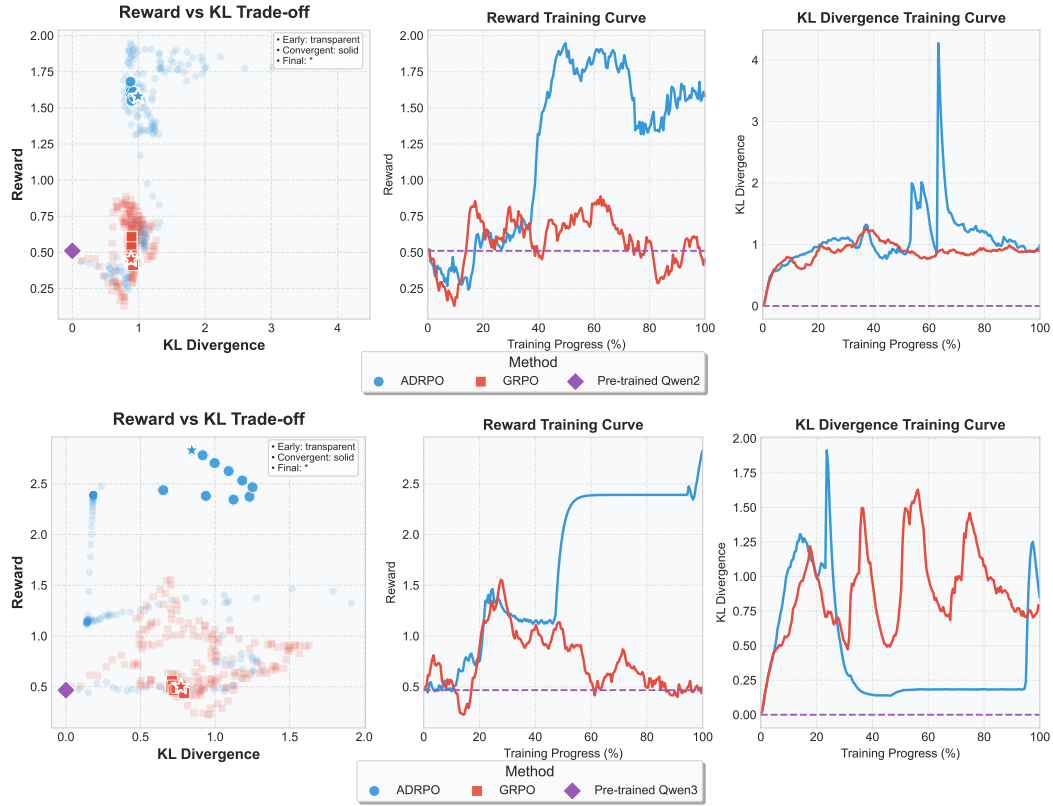 Reward vs KL Trade-off
• Early: transparent
• Convergent: solid
• Final: *
2.00
1.75
1.50
1.25
1.00
0.75
0.50
0.25
Reward
0
1
2
3
4
KL Divergence
Reward Training Curve
2.00
1.75
1.50
1.25
1.00
0.75
0.50
0.25
Reward
0
20
40
60
80
100
Training Progress (%)
KL Divergence Training Curve
4
3
2
1
0
KL Divergence
0
20
40
60
80
100
Training Progress (%)
Method
ADRPO
GRPO
Pre-trained Qwen2
Reward vs KL Trade-off
• Early: transparent
• Convergent: solid
• Final: *
2.5
2.0
1.5
1.0
0.5
Reward
0.0
0.5
1.0
1.5
2.0
KL Divergence
Reward Training Curve
2.5
2.0
1.5
1.0
0.5
Reward
0
20
40
60
80
100
Training Progress (%)
KL Divergence Training Curve
2.00
1.75
1.50
1.25
1.00
0.75
0.50
0.25
0.00
KL Divergence
0
20
40
60
80
100
Training Progress (%)
Method
ADRPO
GRPO
Pre-trained Qwen3